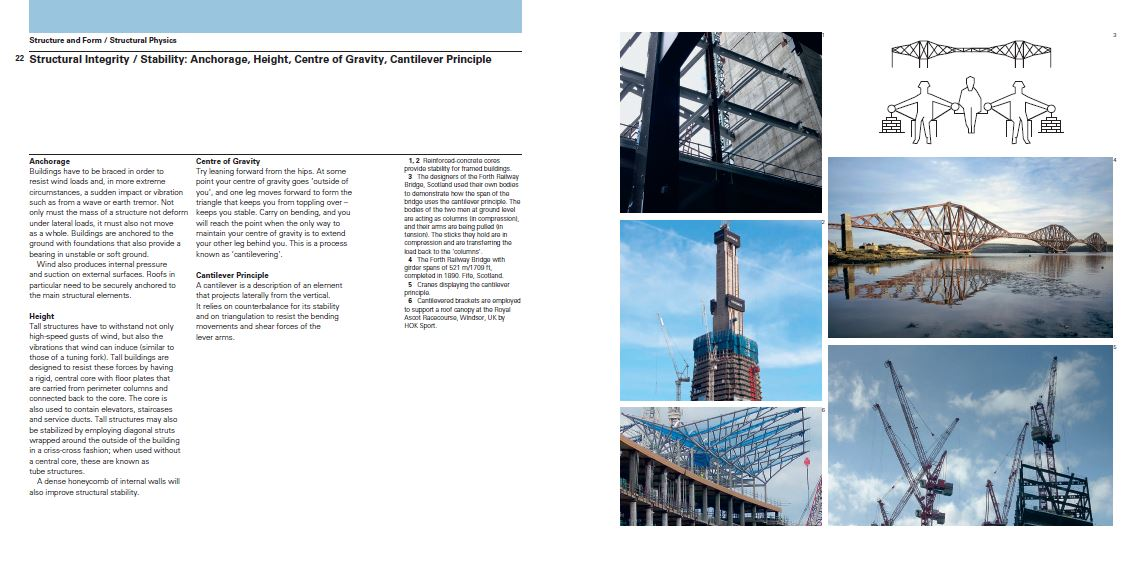 Structure and Form / Structural Physics
22 Structural Integrity / Stability: Anchorage, Height, Centre of Gravity, Cantilever Principle
Anchorage
Buildings have to be braced in order to
resist wind loads and, in more extreme
circumstances, a sudden impact or vibration
such as from a wave or earth tremor. Not
only must the mass of a structure not deform
under lateral loads, it must also not move
as a whole. Buildings are anchored to the
ground with foundations that also provide a
bearing in unstable or soft ground.
Wind also produces internal pressure
and suction on external surfaces. Roofs in
particular need to be securely anchored to
the main structural elements.
Height
Tall structures have to withstand not only
high-speed gusts of wind, but also the
vibrations that wind can induce (similar to
those of a tuning fork). Tall buildings are
designed to resist these forces by having
a rigid, central core with floor plates that
are carried from perimeter columns and
connected back to the core. The core is
also used to contain elevators, staircases
and service ducts. Tall structures may also
be stabilized by employing diagonal struts
wrapped around the outside of the building
in a criss-cross fashion; when used without
a central core, these are known as
tube structures.
A dense honeycomb of internal walls will
also improve structural stability.
Centre of Gravity
Try leaning forward from the hips. At some
point your centre of gravity goes 'outside of
you', and one leg moves forward to form the
triangle that keeps you from toppling over –
keeps you stable. Carry on bending, and you
will reach the point when the only way to
maintain your centre of gravity is to extend
your other leg behind you. This is a process
known as 'cantilevering'.
Cantilever Principle
A cantilever is a description of an element
that projects laterally from the vertical.
It relies on counterbalance for its stability
and on triangulation to resist the bending
movements and shear forces of the
lever arms.
1, 2 Reinforced-concrete cores
provide stability for framed buildings.
3 The designers of the Forth Railway
Bridge, Scotland used their own bodies
to demonstrate how the span of the
bridge uses the cantilever principle. The
bodies of the two men at ground level
are acting as columns (in compression),
and their arms are being pulled (in
tension). The sticks they hold are in
compression and are transferring the
load back to the 'columns'.
4 The Forth Railway Bridge with
girder spans of 521 m/1709 ft,
completed in 1890. Fife, Scotland.
5 Cranes displaying the cantilever
principle.
6 Cantilevered brackets are employed
to support a roof canopy at the Royal
Ascot Racecourse, Windsor, UK by
HOK Sport.
1
2
6
3
4
5